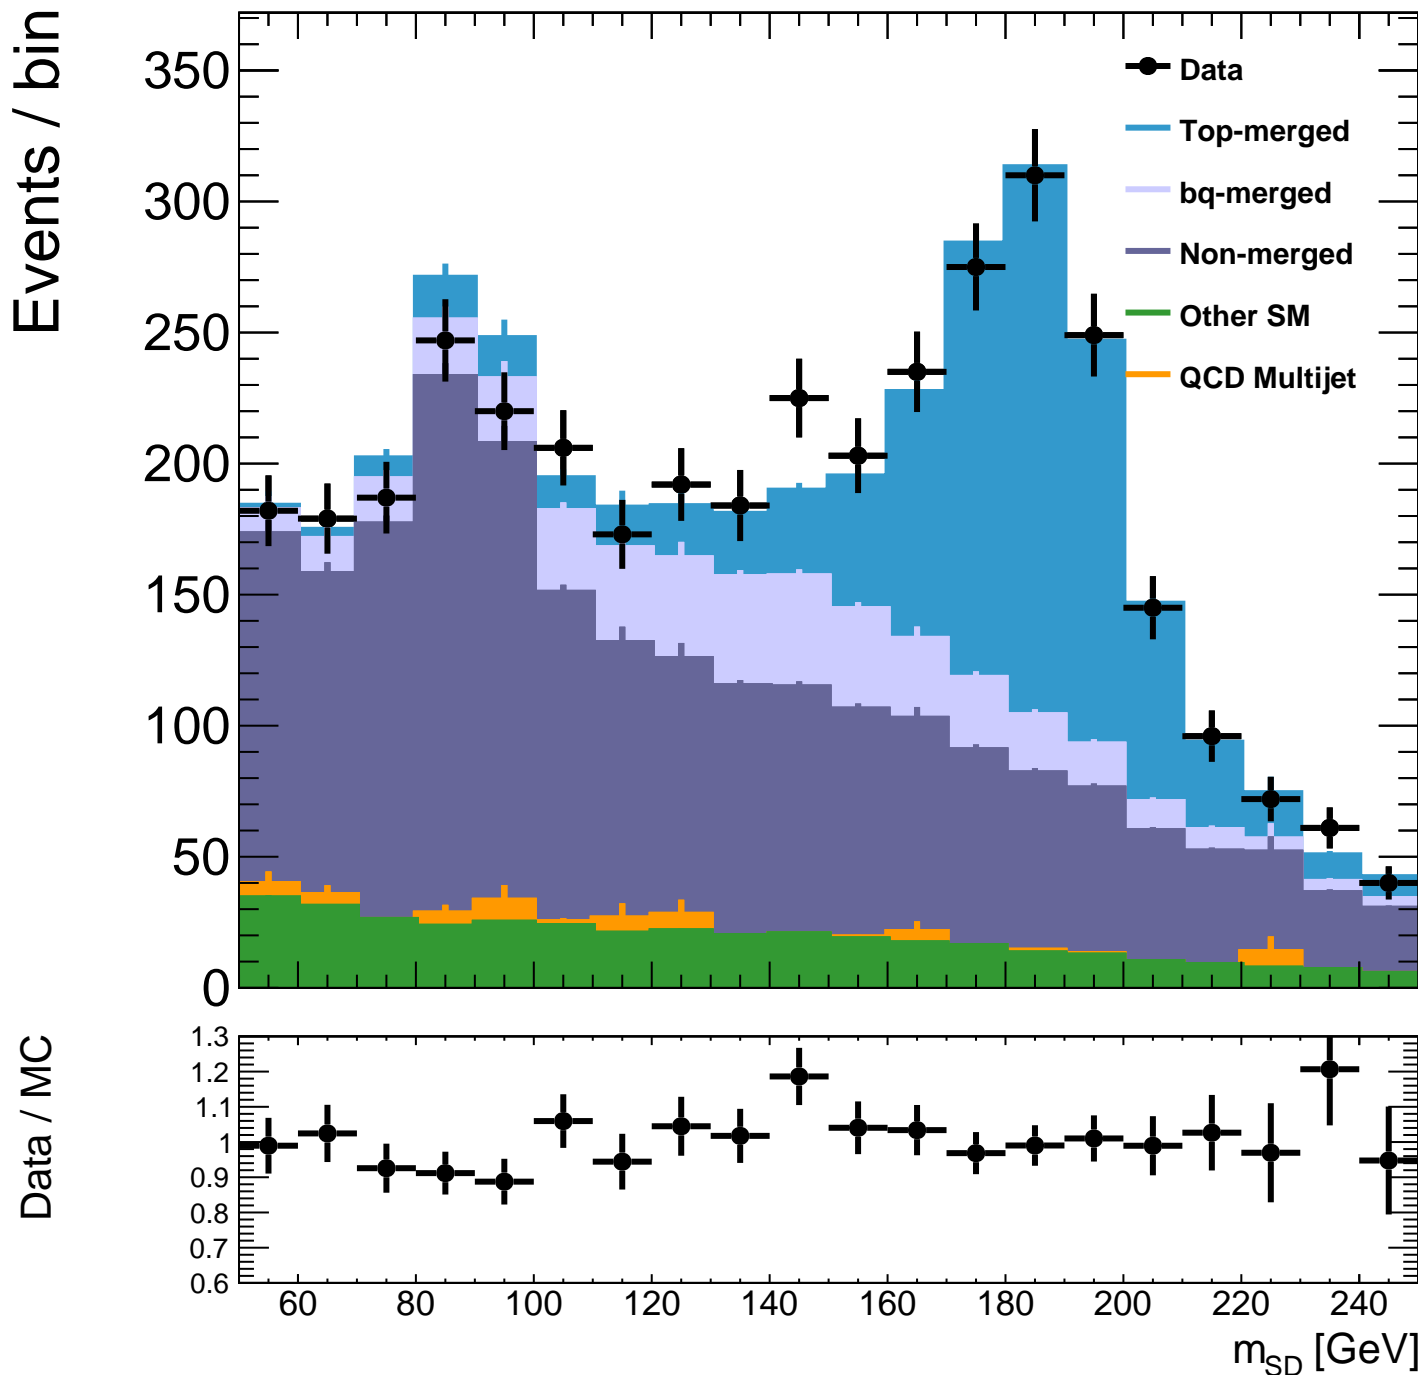 Events / bin
350
300
250
200
150
100
50
0
Data
Top-merged
bq-merged
Non-merged
Other SM
QCD Multijet
Data / MC
1.3
1.2
1.1
1
0.9
0.8
0.7
0.6
60 80 100 120 140 160 180 200 220 240
m_SD [GeV]